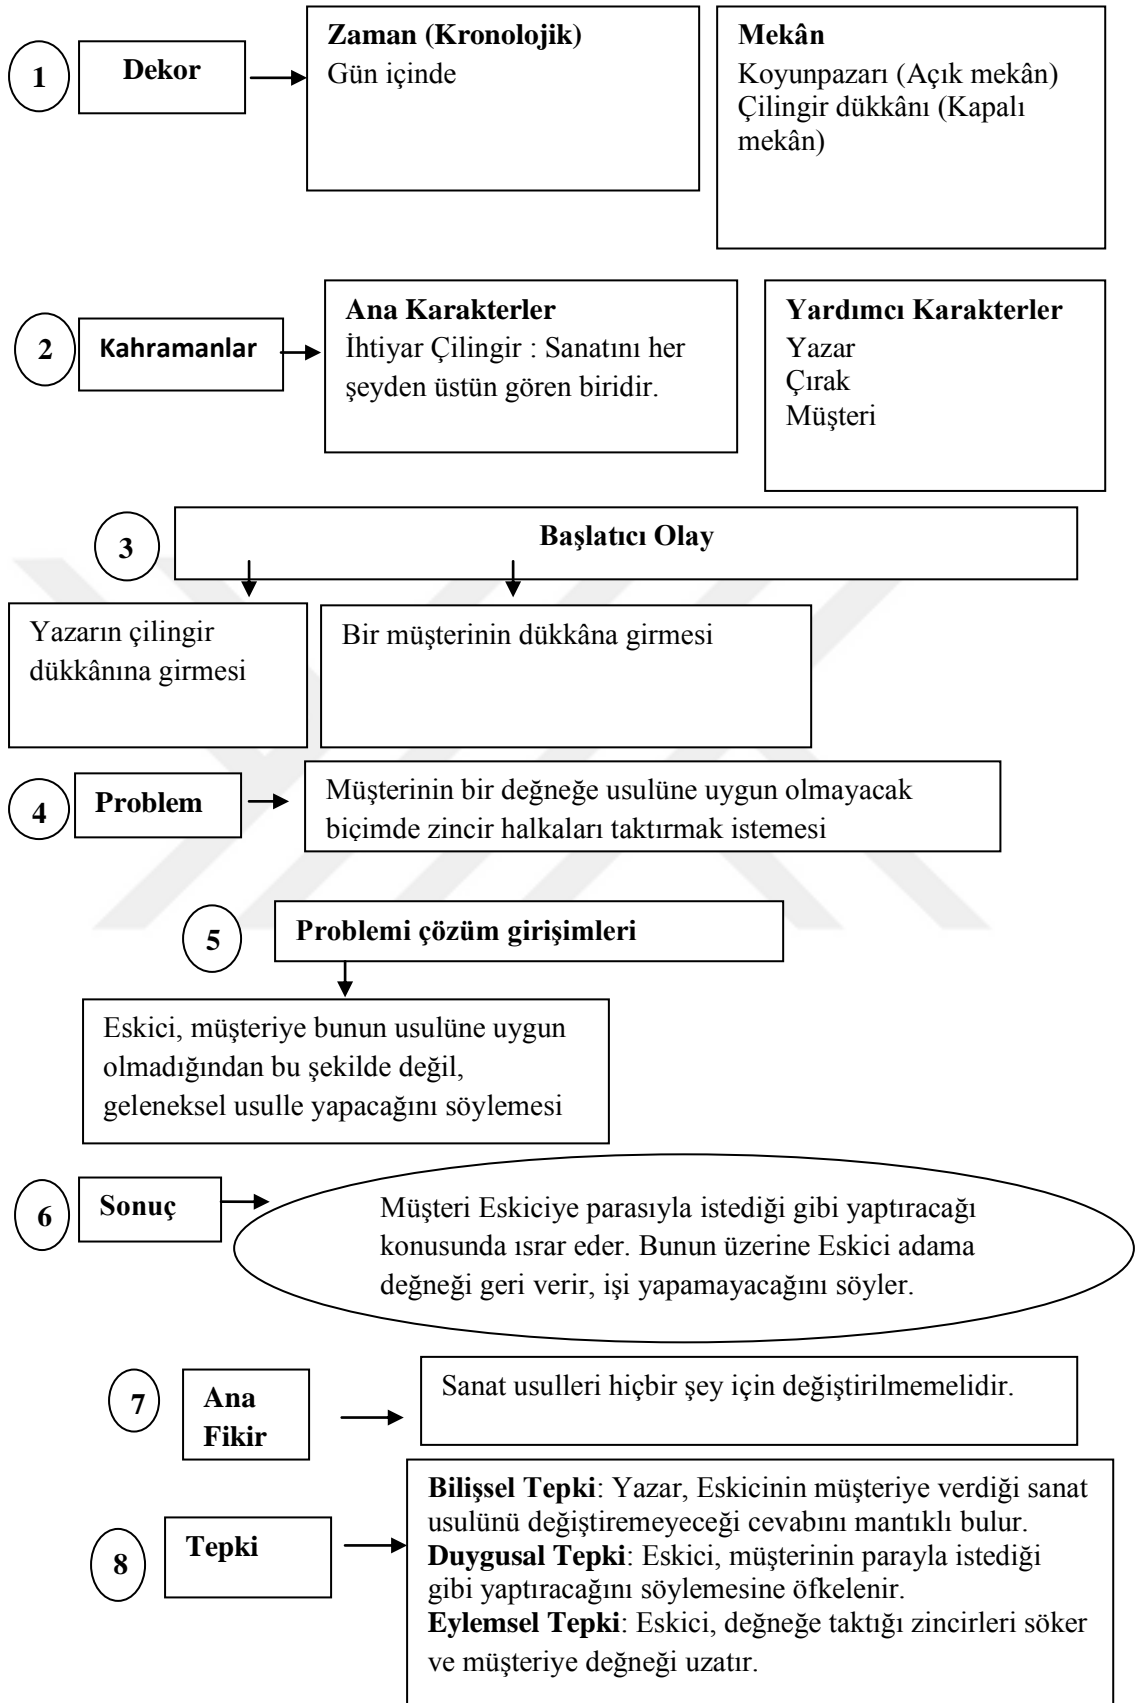 1
Dekor
Zaman (Kronolojik)
Gün içinde
Mekân
Koyunpazarı (Açık mekân)
Çilingir dükkânı (Kapalı
mekân)
2
Kahramanlar
Ana Karakterler
İhtiyar Çilingir : Sanatını her
şeyden üstün gören biridir.
Yardımcı Karakterler
Yazar
Çırak
Müşteri
3
Başlatıcı Olay
Yazarın çilingir
dükkânına girmesi
Bir müşterinin dükkâna girmesi
4
Problem
Müşterinin bir değneğe usulüne uygun olmayacak
biçimde zincir halkaları taktırmak istemesi
5
Problemi çözüm girişimleri
Eskici, müşteriye bunun usulüne uygun
olmadığından bu şekilde değil,
geleneksel usulle yapacağını söylemesi
6
Sonuç
Müşteri Eskiciye parasıyla istediği gibi yaptıracağı
konusunda ısrar eder. Bunun üzerine Eskici adama
değneği geri verir, işi yapamayacağını söyler.
7
Ana
Fikir
Sanat usulleri hiçbir şey için değiştirilmemelidir.
8
Tepki
Bilişsel Tepki: Yazar, Eskicinin müşteriye verdiği sanat
usulünü değiştiremeyeceği cevabını mantıklı bulur.
Duygusal Tepki: Eskici, müşterinin parayla istediği
gibi yaptıracağını söylemesine öfkelenir.
Eylemsel Tepki: Eskici, değneğe taktığı zincirleri söker
ve müşteriye değneği uzatır.